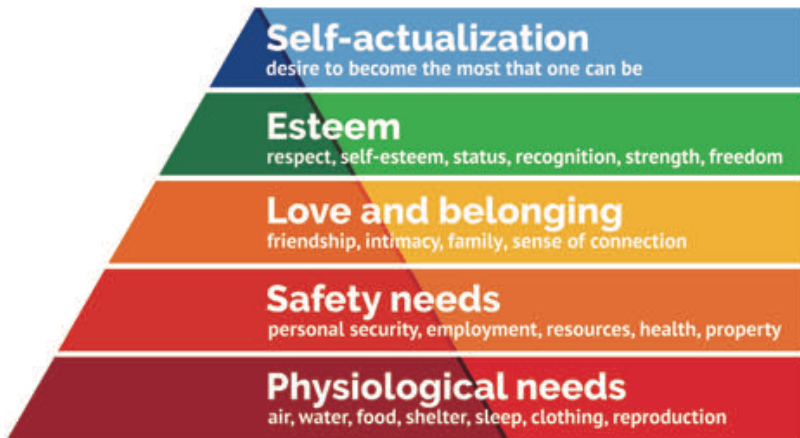 Self-actualization
desire to become the most that one can be
Esteem
respect, self-esteem, status, recognition, strength, freedom
Love and belonging
friendship, intimacy, family, sense of connection
Safety needs
personal security, employment, resources, health, property
Physiological needs
air, water, food, shelter, sleep, clothing, reproduction